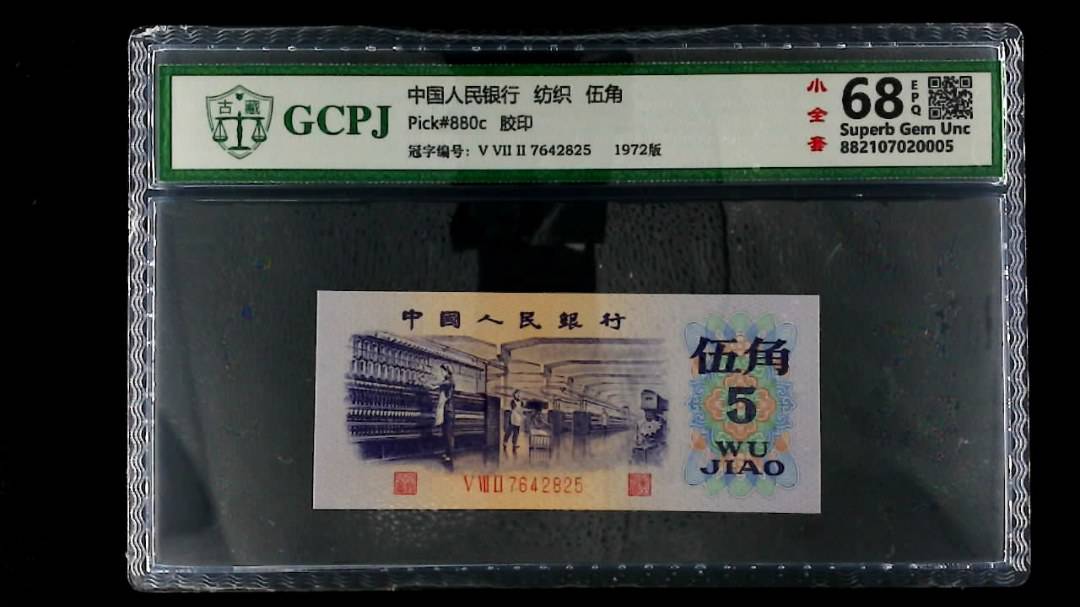 古藏
GCPJ
中国人民银行 纺织 伍角
Pick#880c 胶印
冠字编号: V VII II 7642825 1972版
小全套
68
EPQ
Superb Gem Unc
882107020005
中國人民銀行
伍角
5
WU
JIAO
V VII II 7642825